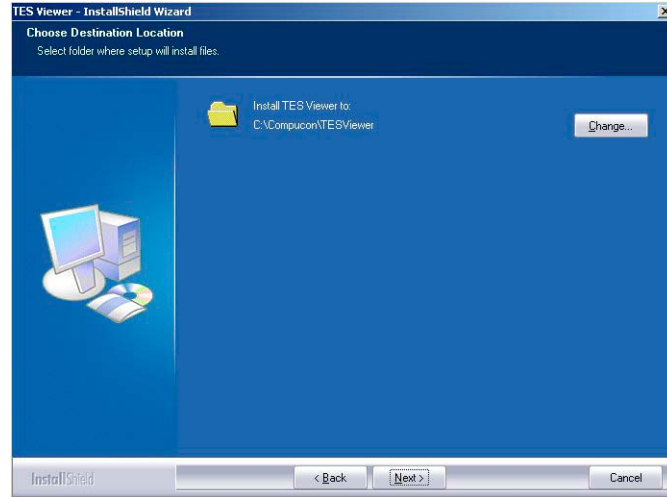 TES Viewer - InstallShield Wizard
Choose Destination Location
Select folder where setup will install files.
Install TES Viewer to:
C:\Compucon\TESViewer
Change...
InstallShield
< Back
Next >
Cancel